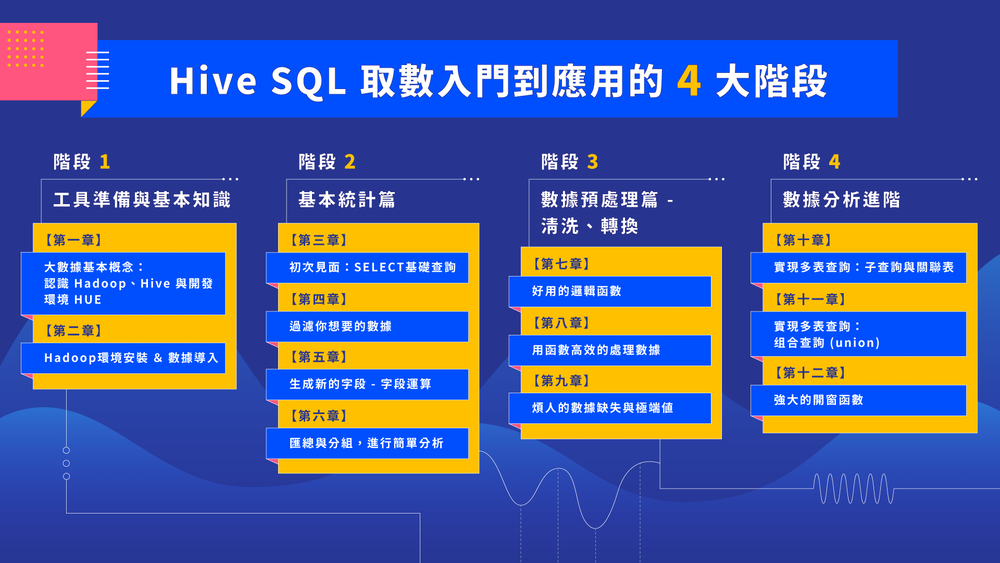 Hive SQL 取數入門到應用的 4 大階段
階段 1
工具準備與基本知識
【第一章】
大數據基本概念：
認識 Hadoop、Hive 與開發
環境 HUE
【第二章】
Hadoop環境安裝 & 數據導入
階段 2
基本統計篇
【第三章】
初次見面：SELECT基礎查詢
【第四章】
過濾你想要的數據
【第五章】
生成新的字段 - 字段運算
【第六章】
匯總與分組，進行簡單分析
階段 3
數據預處理篇 -
清洗、轉換
【第七章】
好用的邏輯函數
【第八章】
用函數高效的處理數據
【第九章】
煩人的數據缺失與極端值
階段 4
數據分析進階
【第十章】
實現多表查詢：子查詢與關聯表
【第十一章】
實現多表查詢：
组合查詢 (union)
【第十二章】
強大的開窗函數